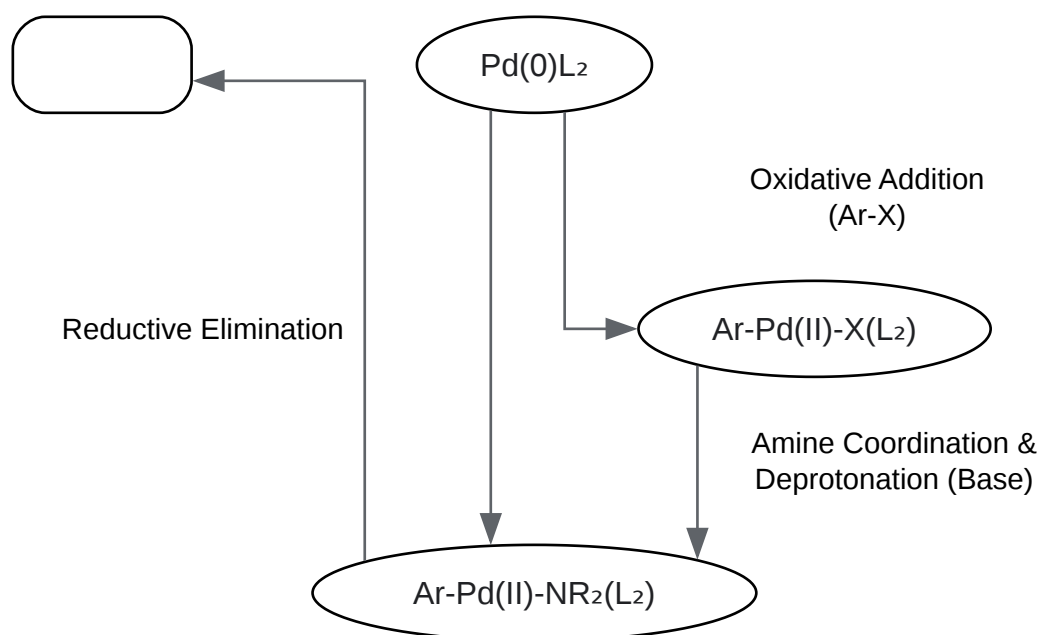 Pd(0)L₂
Oxidative Addition
(Ar-X)
Reductive Elimination
Ar-Pd(II)-X(L₂)
Amine Coordination &
Deprotonation (Base)
Ar-Pd(II)-NR₂(L₂)